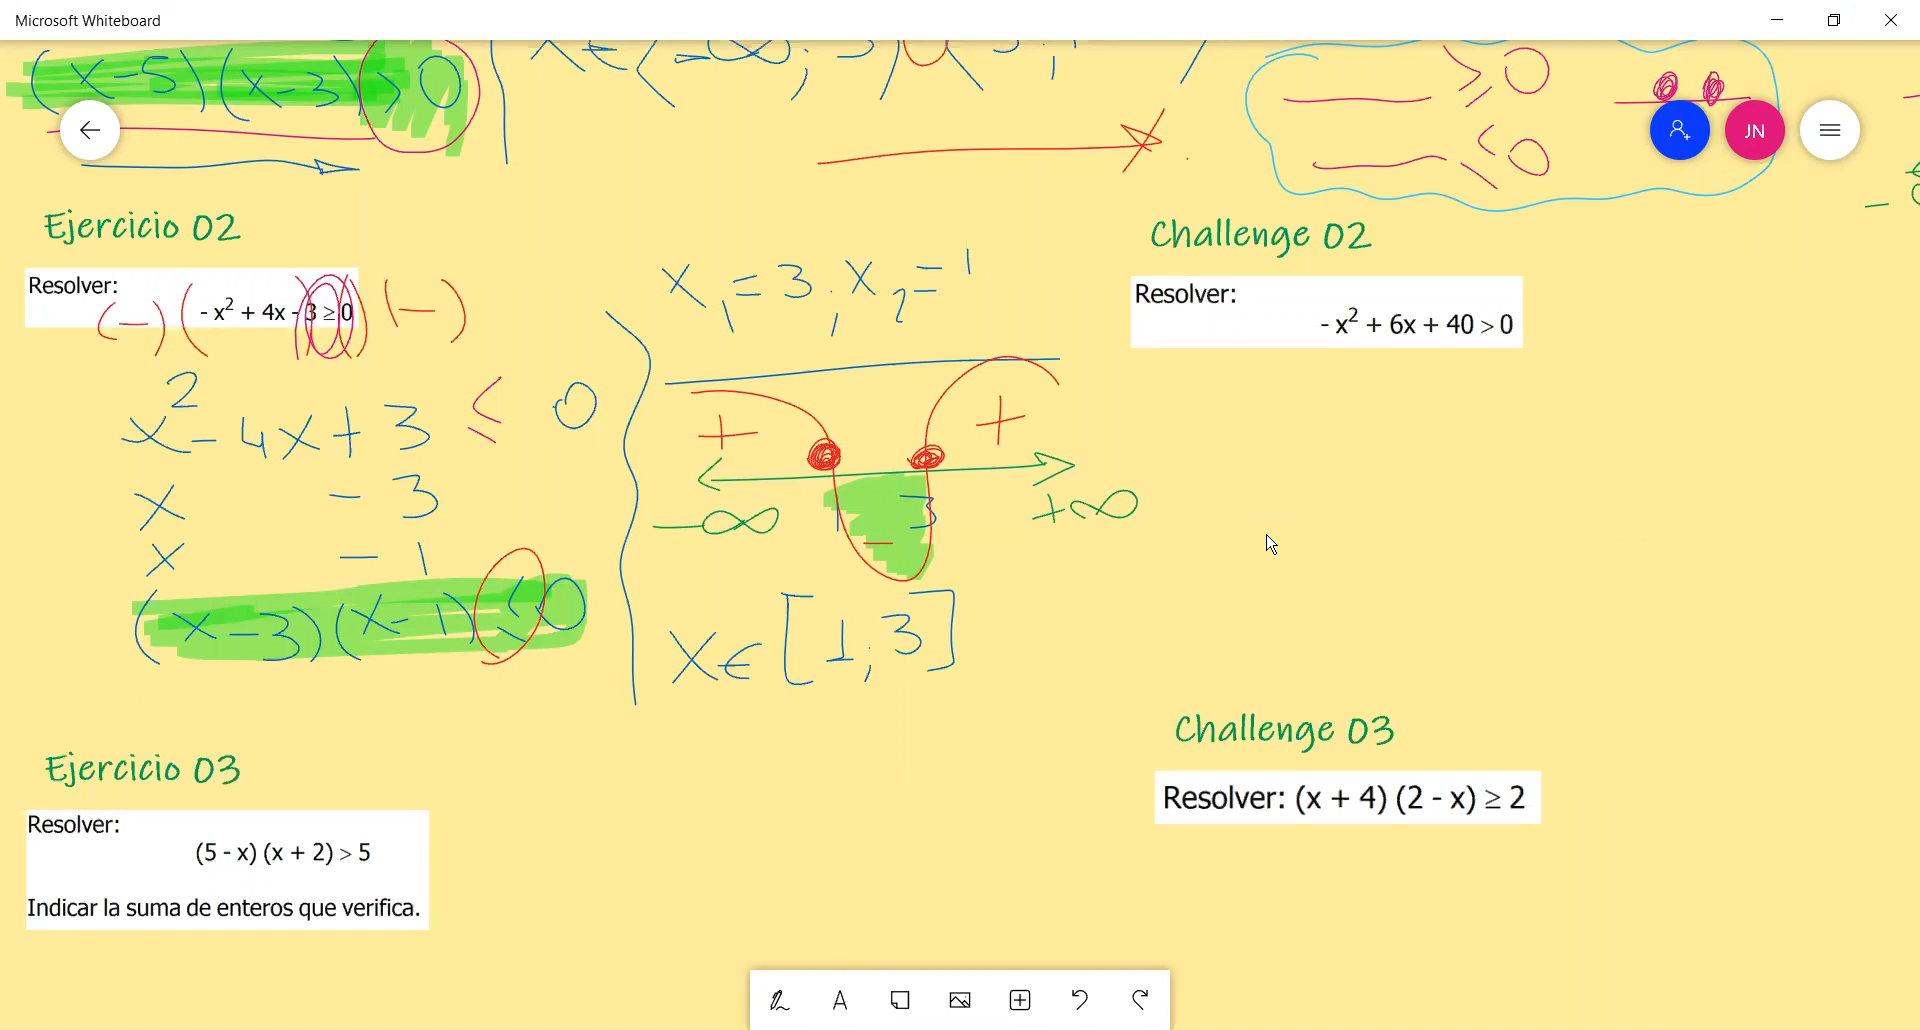 Microsoft Whiteboard
(x-5)(x-3)>0
≥0
≤0
JN
Ejercicio 02
Resolver:
(-)(-x² + 4x - 3 ≥ 0)(-)
x²-4x+3 ≤ 0
x -3
x -1
(x-3)(x-1)≤0
x₁=3, x₂=1
+ +
-∞ 1 3 +∞
-
x∈[1;3]
Challenge 02
Resolver:
- x² + 6x + 40 > 0
Ejercicio 03
Resolver:
(5 - x) (x + 2) > 5
Indicar la suma de enteros que verifica.
Challenge 03
Resolver: (x + 4) (2 - x) ≥ 2